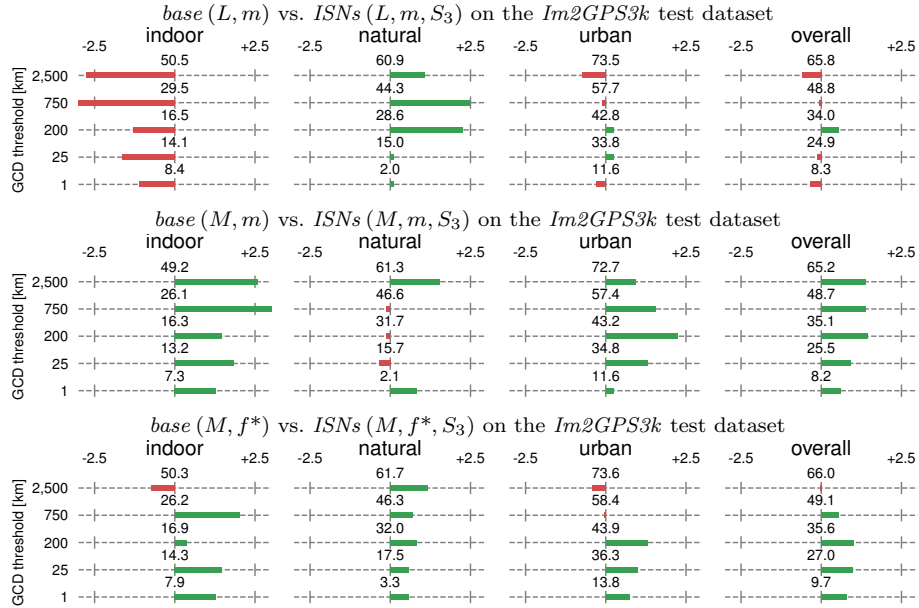 base (L, m) vs. ISNs (L, m, S₃) on the Im2GPS3k test dataset
indoor natural urban overall
-2.5 +2.5 -2.5 +2.5 -2.5 +2.5 -2.5 +2.5
50.5 60.9 73.5 65.8
2,500
29.5 44.3 57.7 48.8
750
16.5 28.6 42.8 34.0
200
14.1 15.0 33.8 24.9
25
8.4 2.0 11.6 8.3
1
GCD threshold [km]
base (M, m) vs. ISNs (M, m, S₃) on the Im2GPS3k test dataset
indoor natural urban overall
-2.5 +2.5 -2.5 +2.5 -2.5 +2.5 -2.5 +2.5
49.2 61.3 72.7 65.2
2,500
26.1 46.6 57.4 48.7
750
16.3 31.7 43.2 35.1
200
13.2 15.7 34.8 25.5
25
7.3 2.1 11.6 8.2
1
GCD threshold [km]
base (M, f*) vs. ISNs (M, f*, S₃) on the Im2GPS3k test dataset
indoor natural urban overall
-2.5 +2.5 -2.5 +2.5 -2.5 +2.5 -2.5 +2.5
50.3 61.7 73.6 66.0
2,500
26.2 46.3 58.4 49.1
750
16.9 32.0 43.9 35.6
200
14.3 17.5 36.3 27.0
25
7.9 3.3 13.8 9.7
1
GCD threshold [km]